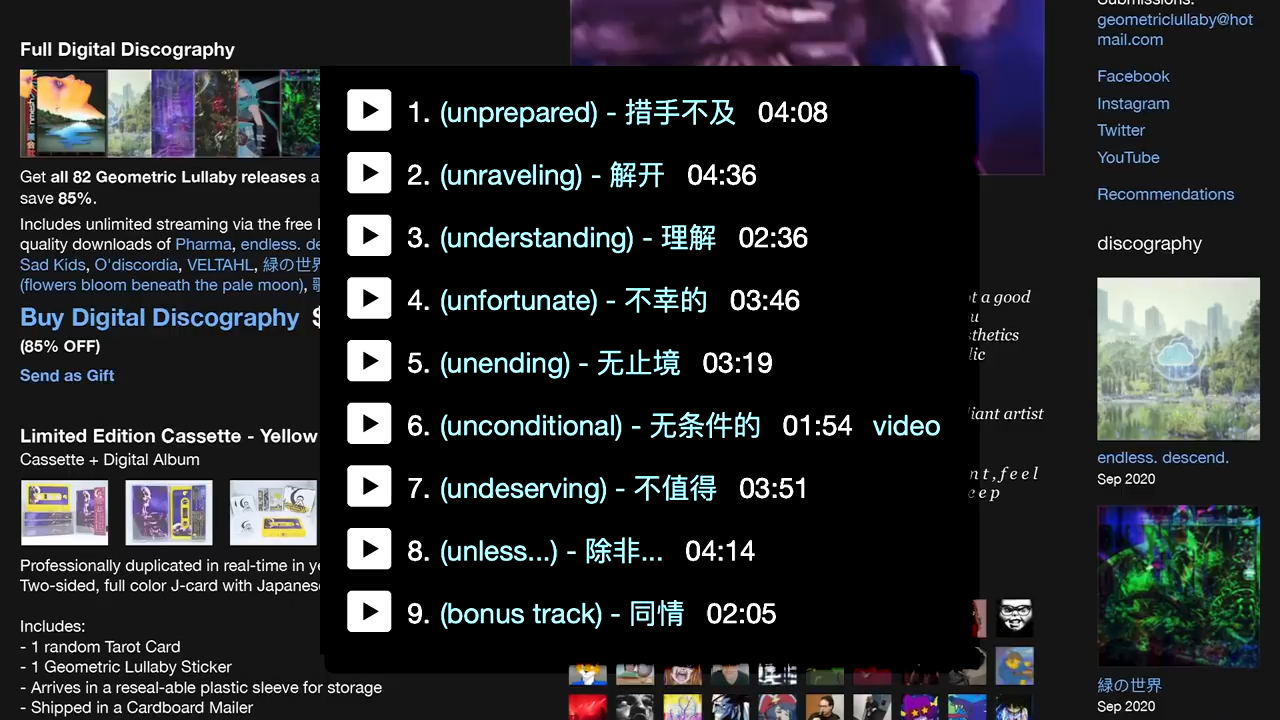 Full Digital Discography
Get all 82 Geometric Lullaby releases a
save 85%.
Includes unlimited streaming via the free
quality downloads of Pharma, endless. de
Sad Kids, O'discordia, VELTAHL, 緑の世界
(flowers bloom beneath the pale moon),
Buy Digital Discography
(85% OFF)
Send as Gift
Limited Edition Cassette - Yellow
Cassette + Digital Album
Professionally duplicated in real-time in ye
Two-sided, full color J-card with Japanese
Includes:
- 1 random Tarot Card
- 1 Geometric Lullaby Sticker
- Arrives in a reseal-able plastic sleeve for storage
- Shipped in a Cardboard Mailer
1. (unprepared) - 措手不及 04:08
2. (unraveling) - 解开 04:36
3. (understanding) - 理解 02:36
4. (unfortunate) - 不幸的 03:46
5. (unending) - 无止境 03:19
6. (unconditional) - 无条件的 01:54 video
7. (undeserving) - 不值得 03:51
8. (unless...) - 除非... 04:14
9. (bonus track) - 同情 02:05
a good
sthetics
lic
liant artist
n t , f e e l
e e p
Submissions:
geometriclullaby@hot
mail.com
Facebook
Instagram
Twitter
YouTube
Recommendations
discography
endless. descend.
Sep 2020
緑の世界
Sep 2020